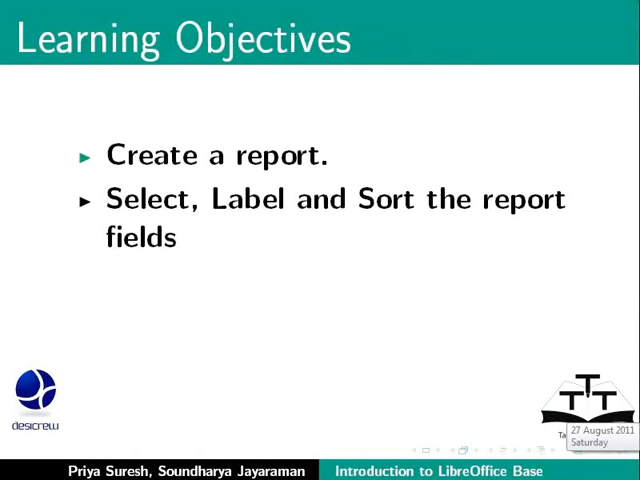 Learning Objectives
Create a report.
Select, Label and Sort the report
fields
desicrew
T T T
27 August 2011
Saturday
Priya Suresh, Soundharya Jayaraman
Introduction to LibreOffice Base